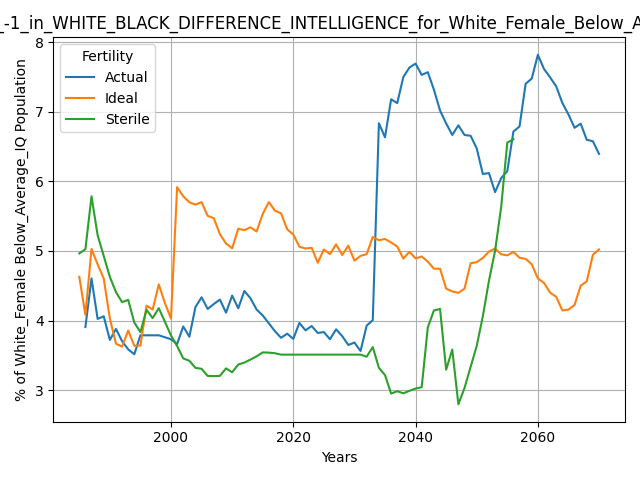 _-1_in_WHITE_BLACK_DIFFERENCE_INTELLIGENCE_for_White_Female_Below_A
Fertility
Actual
Ideal
Sterile
% of White_Female Below_Average_IQ Population
8
7
6
5
4
3
2000
2020
2040
2060
Years